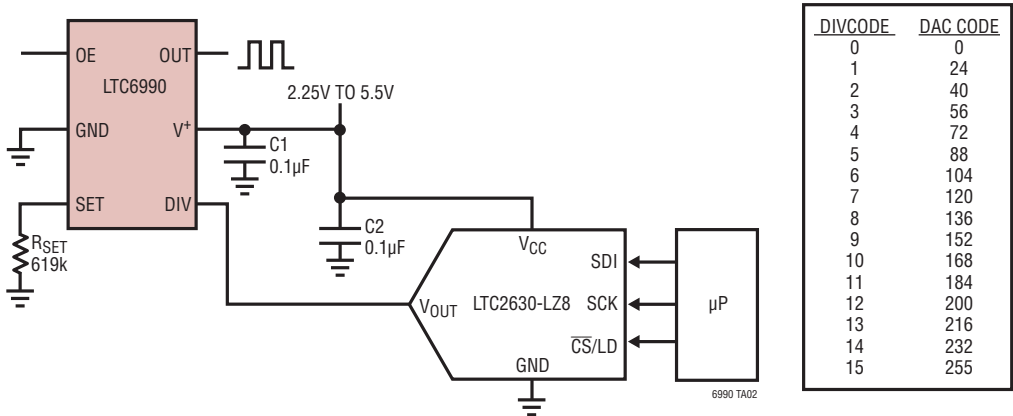 OE
OUT
LTC6990
GND
V+
SET
DIV
RSET
619k
2.25V TO 5.5V
C1
0.1µF
C2
0.1µF
VCC
SDI
VOUT
LTC2630-LZ8
SCK
CS/LD
GND
µP
6990 TA02
DIVCODE DAC CODE
0 0
1 24
2 40
3 56
4 72
5 88
6 104
7 120
8 136
9 152
10 168
11 184
12 200
13 216
14 232
15 255